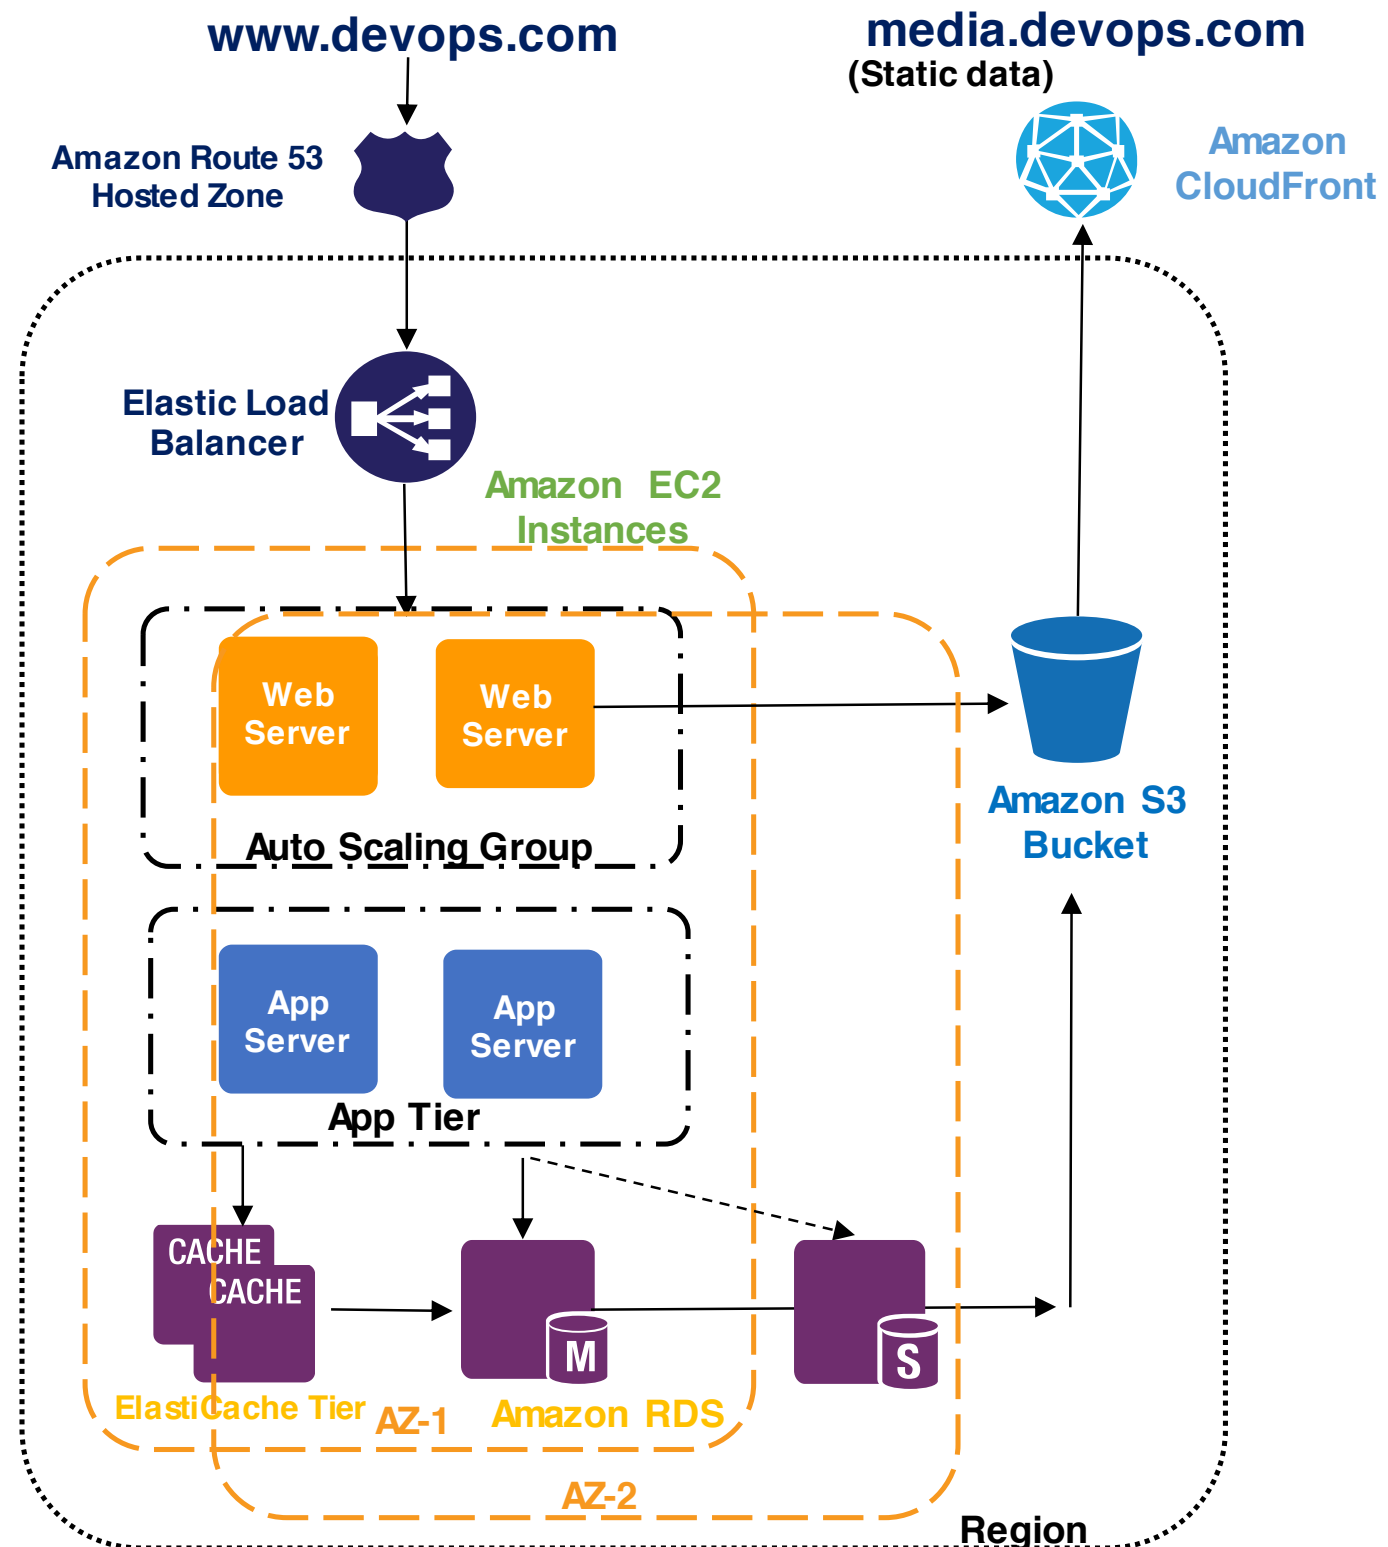 www.devops.com
media.devops.com
(Static data)
Amazon Route 53
Hosted Zone
Amazon
CloudFront
Elastic Load
Balancer
Amazon EC2
Instances
Web
Server
Web
Server
Auto Scaling Group
Amazon S3
Bucket
App
Server
App
Server
App Tier
CACHE
CACHE
M
S
ElastiCache Tier
AZ-1
Amazon RDS
AZ-2
Region